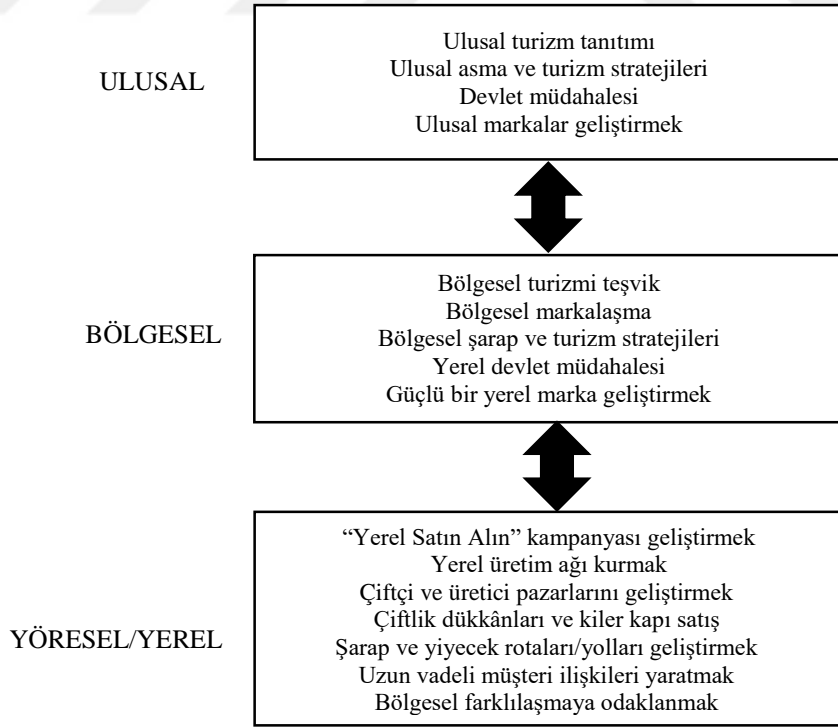 ULUSAL
Ulusal turizm tanıtımı
Ulusal asma ve turizm stratejileri
Devlet müdahalesi
Ulusal markalar geliştirmek
BÖLGESEL
Bölgesel turizmi teşvik
Bölgesel markalaşma
Bölgesel şarap ve turizm stratejileri
Yerel devlet müdahalesi
Güçlü bir yerel marka geliştirmek
YÖRESEL/YEREL
“Yerel Satın Alın” kampanyası geliştirmek
Yerel üretim ağı kurmak
Çiftçi ve üretici pazarlarını geliştirmek
Çiftlik dükkânları ve kiler kapı satış
Şarap ve yiyecek rotaları/yolları geliştirmek
Uzun vadeli müşteri ilişkileri yaratmak
Bölgesel farklılaşmaya odaklanmak